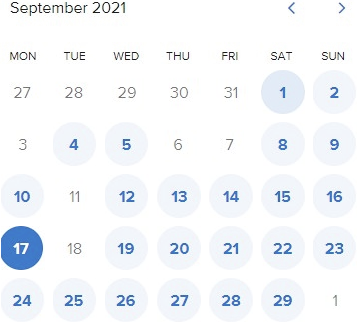 September 2021
MON TUE WED THU FRI SAT SUN
27 28 29 30 31 1 2
3 4 5 6 7 8 9
10 11 12 13 14 15 16
17 18 19 20 21 22 23
24 25 26 27 28 29 1